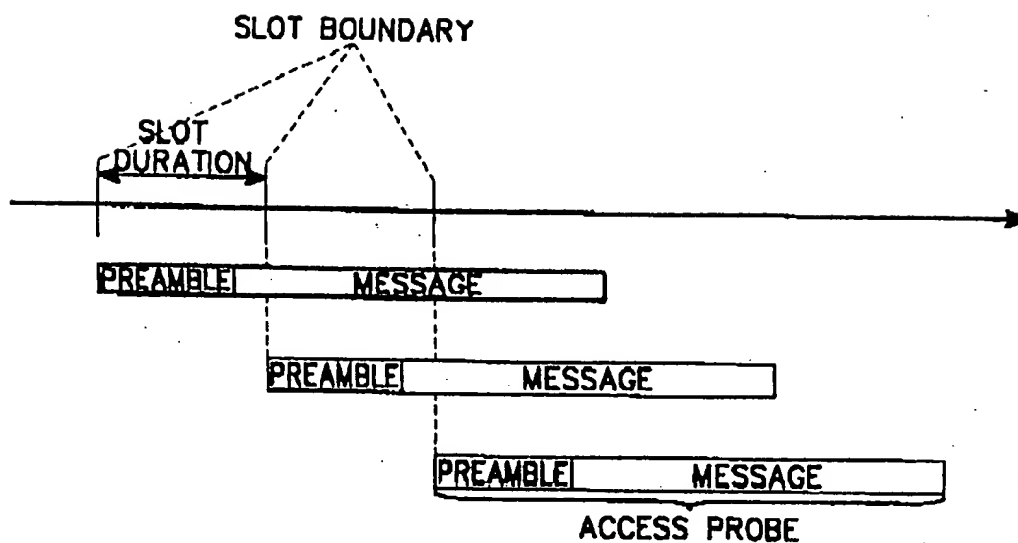 SLOT BOUNDARY
SLOT
DURATION
PREAMBLE MESSAGE
PREAMBLE MESSAGE
PREAMBLE MESSAGE
ACCESS PROBE